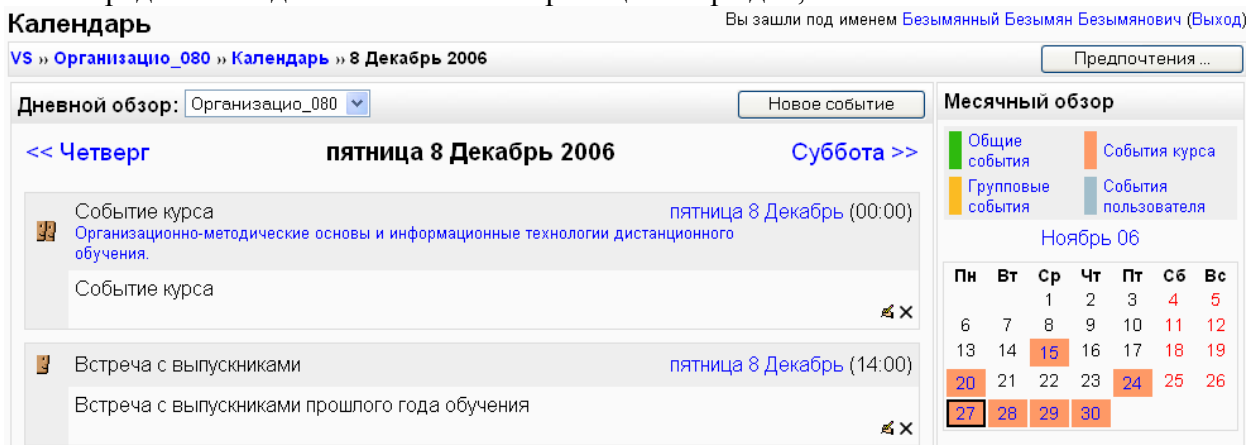 Календарь
Вы зашли под именем Безымянный Безымян Безымянович (Выход)
VS » Организацио_080 » Календарь » 8 Декабрь 2006
Предпочтения ...
Дневной обзор: Организацио_080
Новое событие
<< Четверг
пятница 8 Декабрь 2006
Суббота >>
Событие курса
пятница 8 Декабрь (00:00)
Организационно-методические основы и информационные технологии дистанционного
обучения.
Событие курса
Встреча с выпускниками
пятница 8 Декабрь (14:00)
Встреча с выпускниками прошлого года обучения
Месячный обзор
Общие
события
События курса
Групповые
события
События
пользователя
Ноябрь 06
Пн Вт Ср Чт Пт Сб Вс
1 2 3 4 5
6 7 8 9 10 11 12
13 14 15 16 17 18 19
20 21 22 23 24 25 26
27 28 29 30